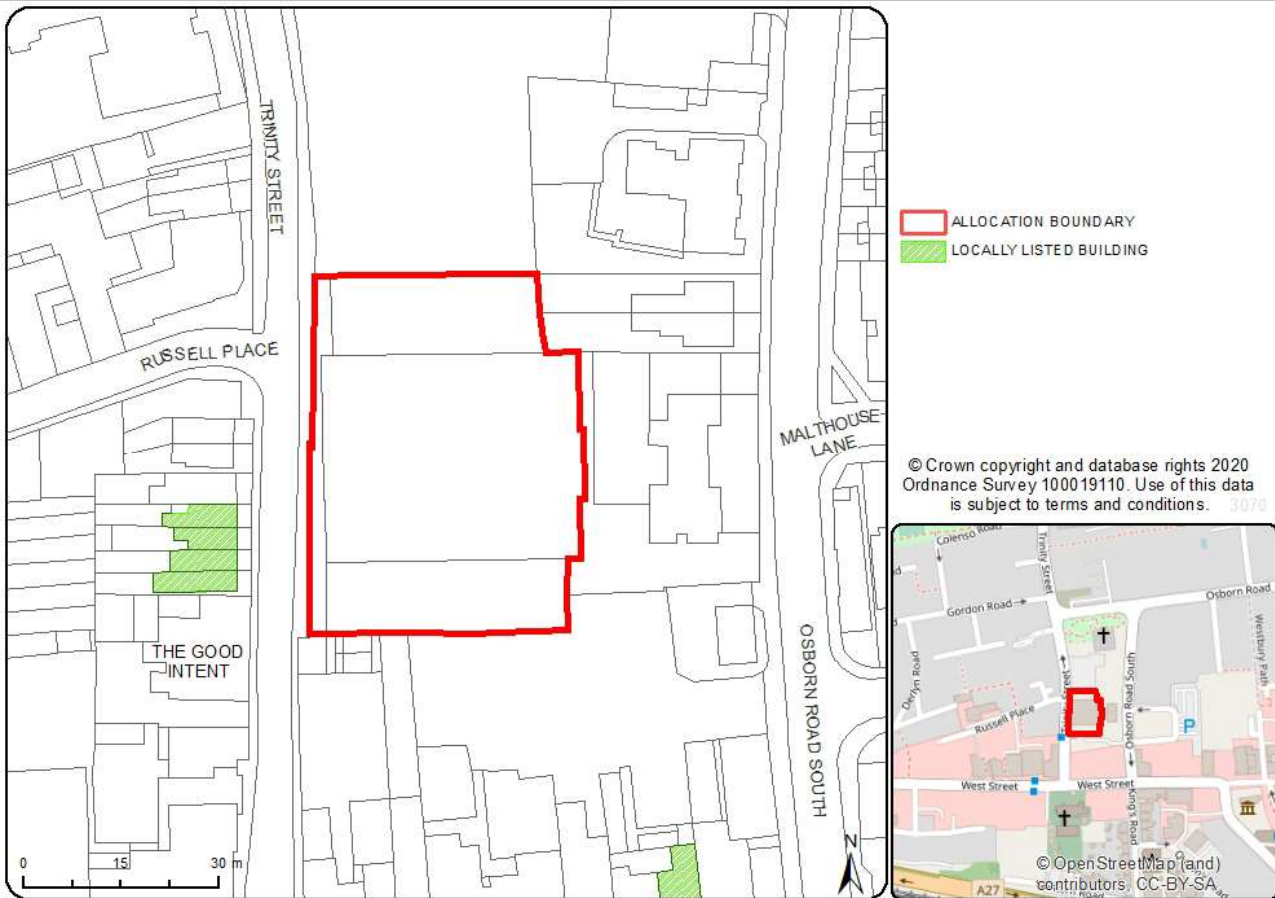 TRINITY STREET
RUSSELL PLACE
MALTHOUSE
LANE
THE GOOD
INTENT
OSBORN ROAD SOUTH
0 15 30 m
N
ALLOCATION BOUNDARY
LOCALLY LISTED BUILDING
© Crown copyright and database rights 2020
Ordnance Survey 100019110. Use of this data
is subject to terms and conditions. 3070
Colenso Road
Trinity Street
Gordon Road
Osborn Road
Westbury Path
Derlyn Road
Osborn Road South
Russell Place
P
West Street
West Street
King's Road
A27
© OpenStreetMap (and)
contributors, CC-BY-SA